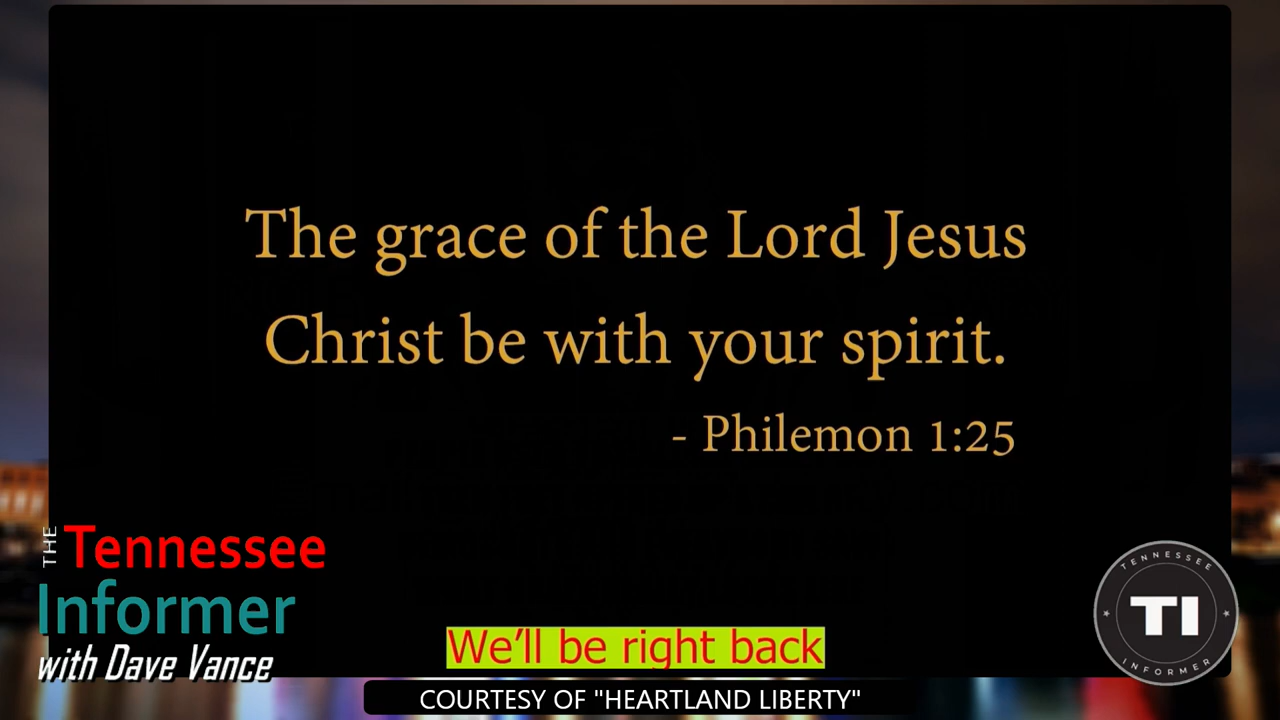 The grace of the Lord Jesus
Christ be with your spirit.
- Philemon 1:25
THE Tennessee
Informer
with Dave Vance
We'll be right back
COURTESY OF "HEARTLAND LIBERTY"
TENNESSEE
TI
INFORMER